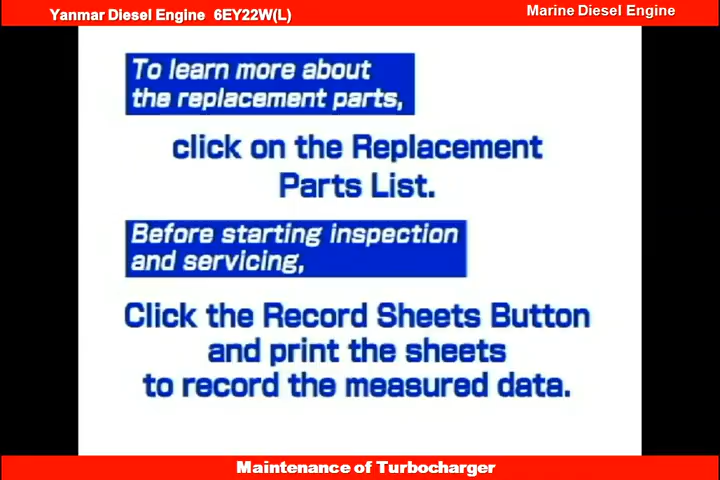 Yanmar Diesel Engine 6EY22W(L)
Marine Diesel Engine
To learn more about
the replacement parts,
click on the Replacement
Parts List.
Before starting inspection
and servicing,
Click the Record Sheets Button
and print the sheets
to record the measured data.
Maintenance of Turbocharger